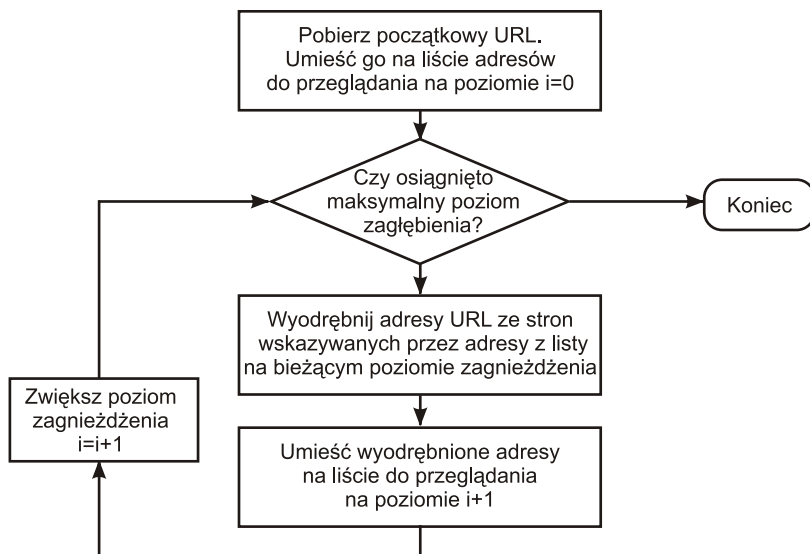 Pobierz początkowy URL.
Umieść go na liście adresów
do przeglądania na poziomie i=0
Czy osiągnięto
maksymalny poziom
zagłębienia?
Koniec
Wyodrębnij adresy URL ze stron
wskazywanych przez adresy z listy
na bieżącym poziomie zagnieżdżenia
Zwiększ poziom
zagnieżdżenia
i=i+1
Umieść wyodrębnione adresy
na liście do przeglądania
na poziomie i+1